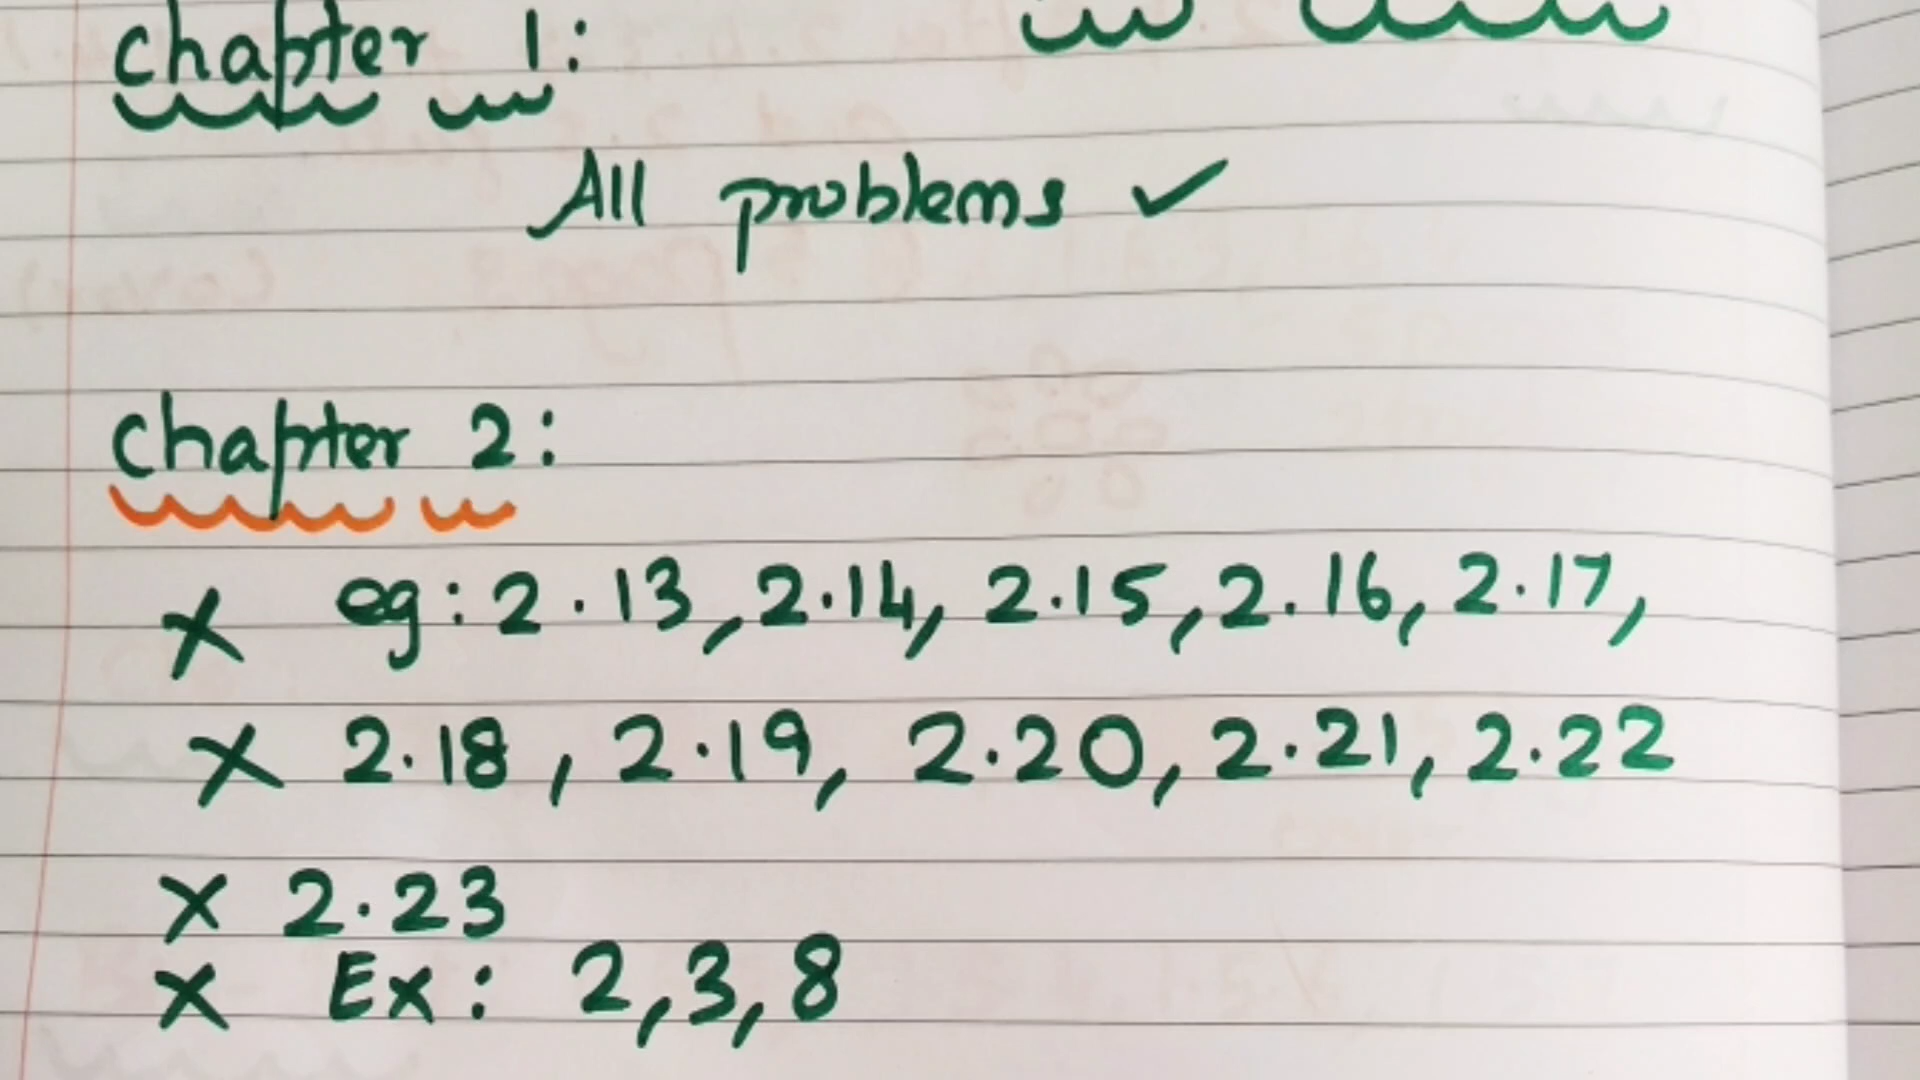 Chapter 1:
All problems ✓
Chapter 2:
x eg: 2.13, 2.14, 2.15, 2.16, 2.17,
x 2.18, 2.19, 2.20, 2.21, 2.22
x 2.23
x Ex: 2, 3, 8